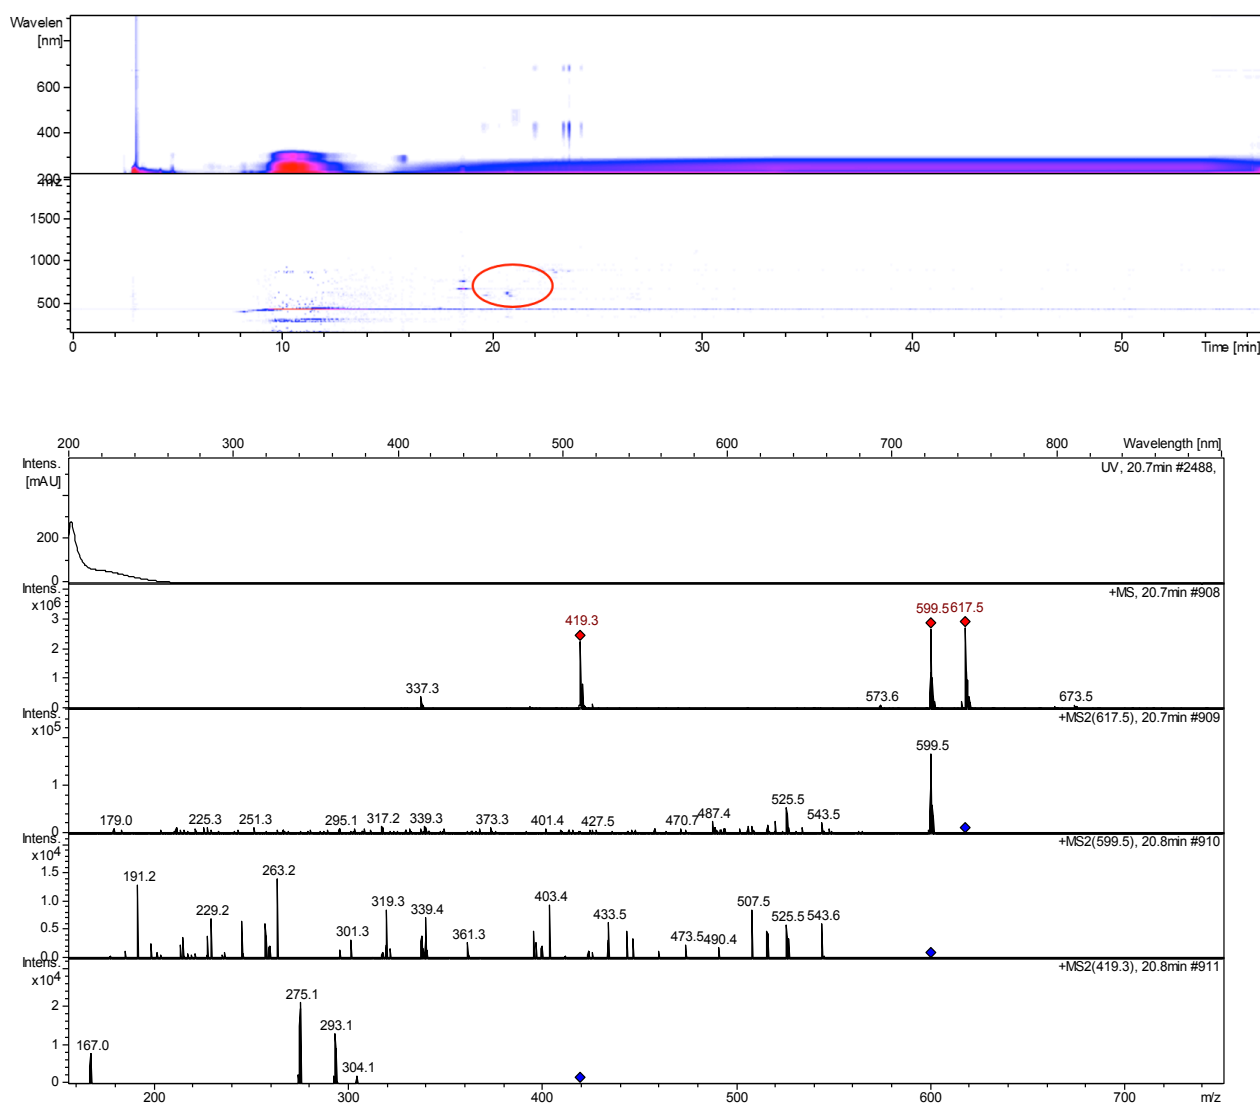 Wavelen
[nm]
600
400
200
1500
1000
500
0 10 20 30 40 50 Time [min]
200 300 400 500 600 700 800 Wavelength [nm]
Intens.
[mAU]
UV, 20.7min #2488,
200
0
Intens.
x10⁶
+MS, 20.7min #908
3
2
1
0
337.3 419.3 573.6 599.5 617.5 673.5
Intens.
x10⁵
+MS2(617.5), 20.7min #909
1
0
179.0 225.3 251.3 295.1 317.2 339.3 373.3 401.4 427.5 470.7 487.4 525.5 543.5 599.5
Intens.
x10⁴
+MS2(599.5), 20.8min #910
1.5
1.0
0.5
0.0
191.2 229.2 263.2 301.3 319.3 339.4 361.3 403.4 433.5 473.5 490.4 507.5 525.5 543.6
Intens.
x10⁴
+MS2(419.3), 20.8min #911
2
1
0
167.0 275.1 293.1 304.1
200 300 400 500 600 700 m/z